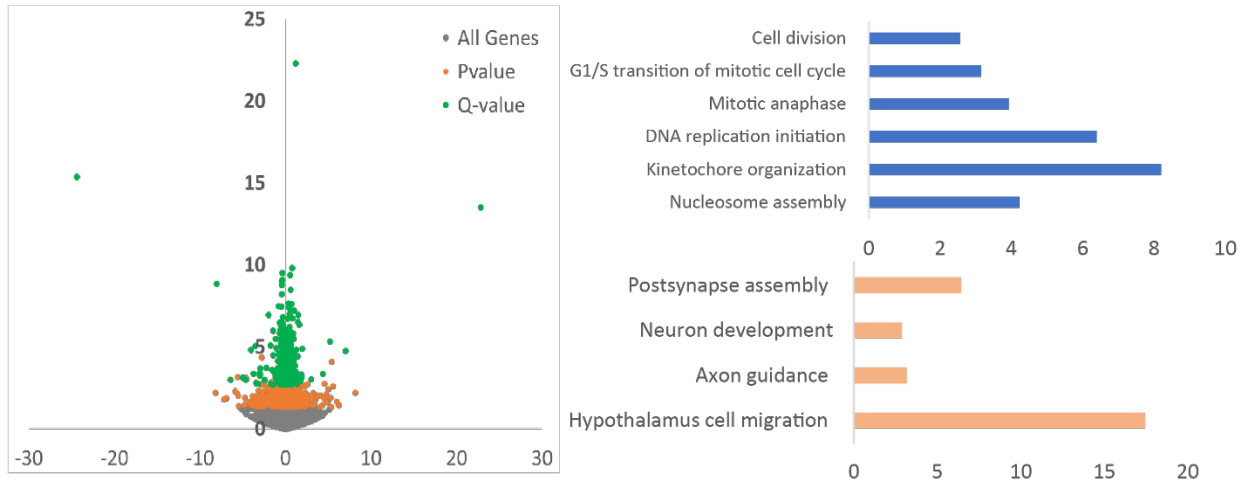 25
20
15
10
5
0
-30 -20 -10 0 10 20 30
All Genes
Pvalue
Q-value
Cell division
G1/S transition of mitotic cell cycle
Mitotic anaphase
DNA replication initiation
Kinetochore organization
Nucleosome assembly
0 2 4 6 8 10
Postsynapse assembly
Neuron development
Axon guidance
Hypothalamus cell migration
0 5 10 15 20